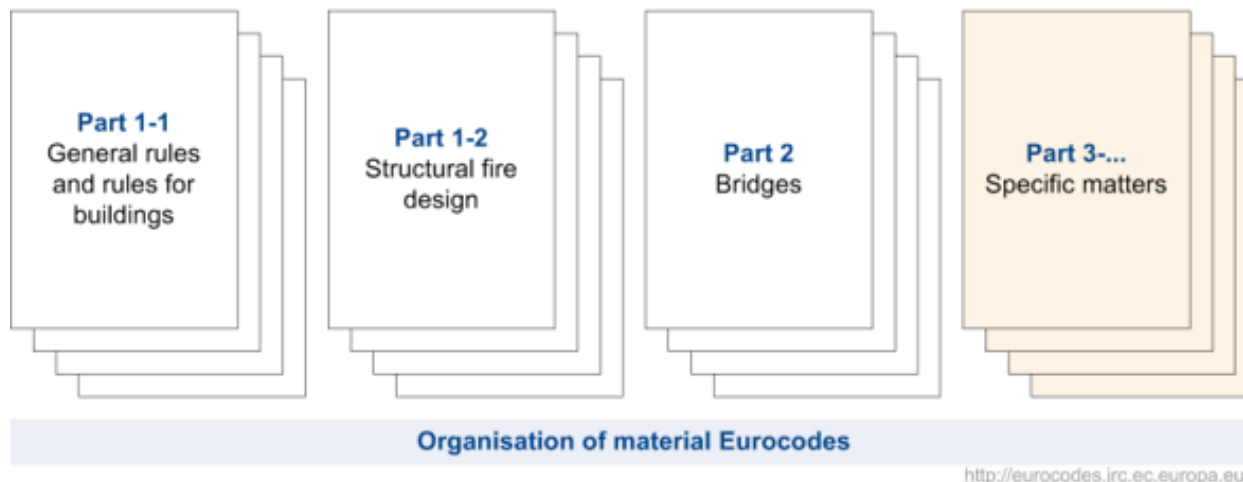 Part 1-1
General rules
and rules for
buildings
Part 1-2
Structural fire
design
Part 2
Bridges
Part 3-...
Specific matters
Organisation of material Eurocodes
http://eurocodes.jrc.ec.europa.eu